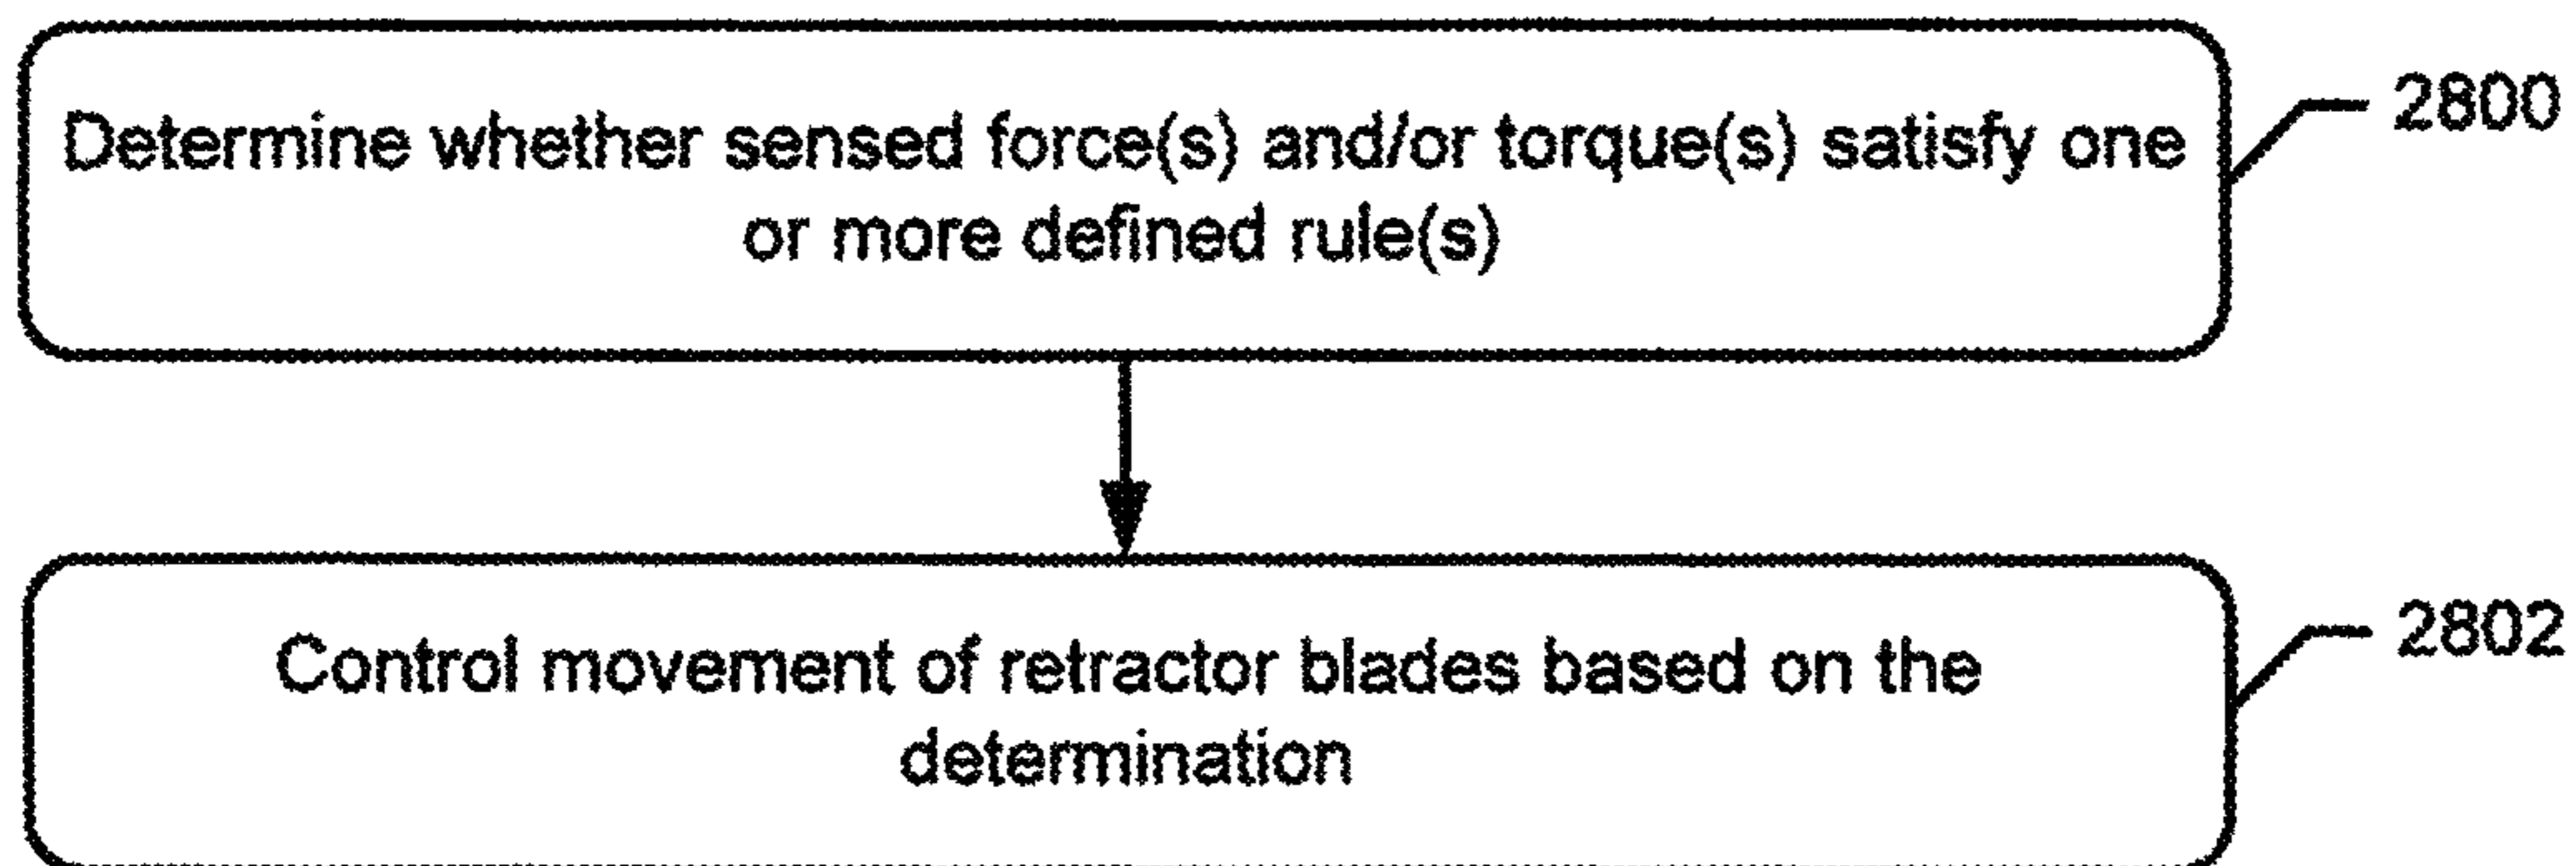 Determine whether sensed force(s) and/or torque(s) satisfy one
or more defined rule(s)
2800
Control movement of retractor blades based on the
determination
2802